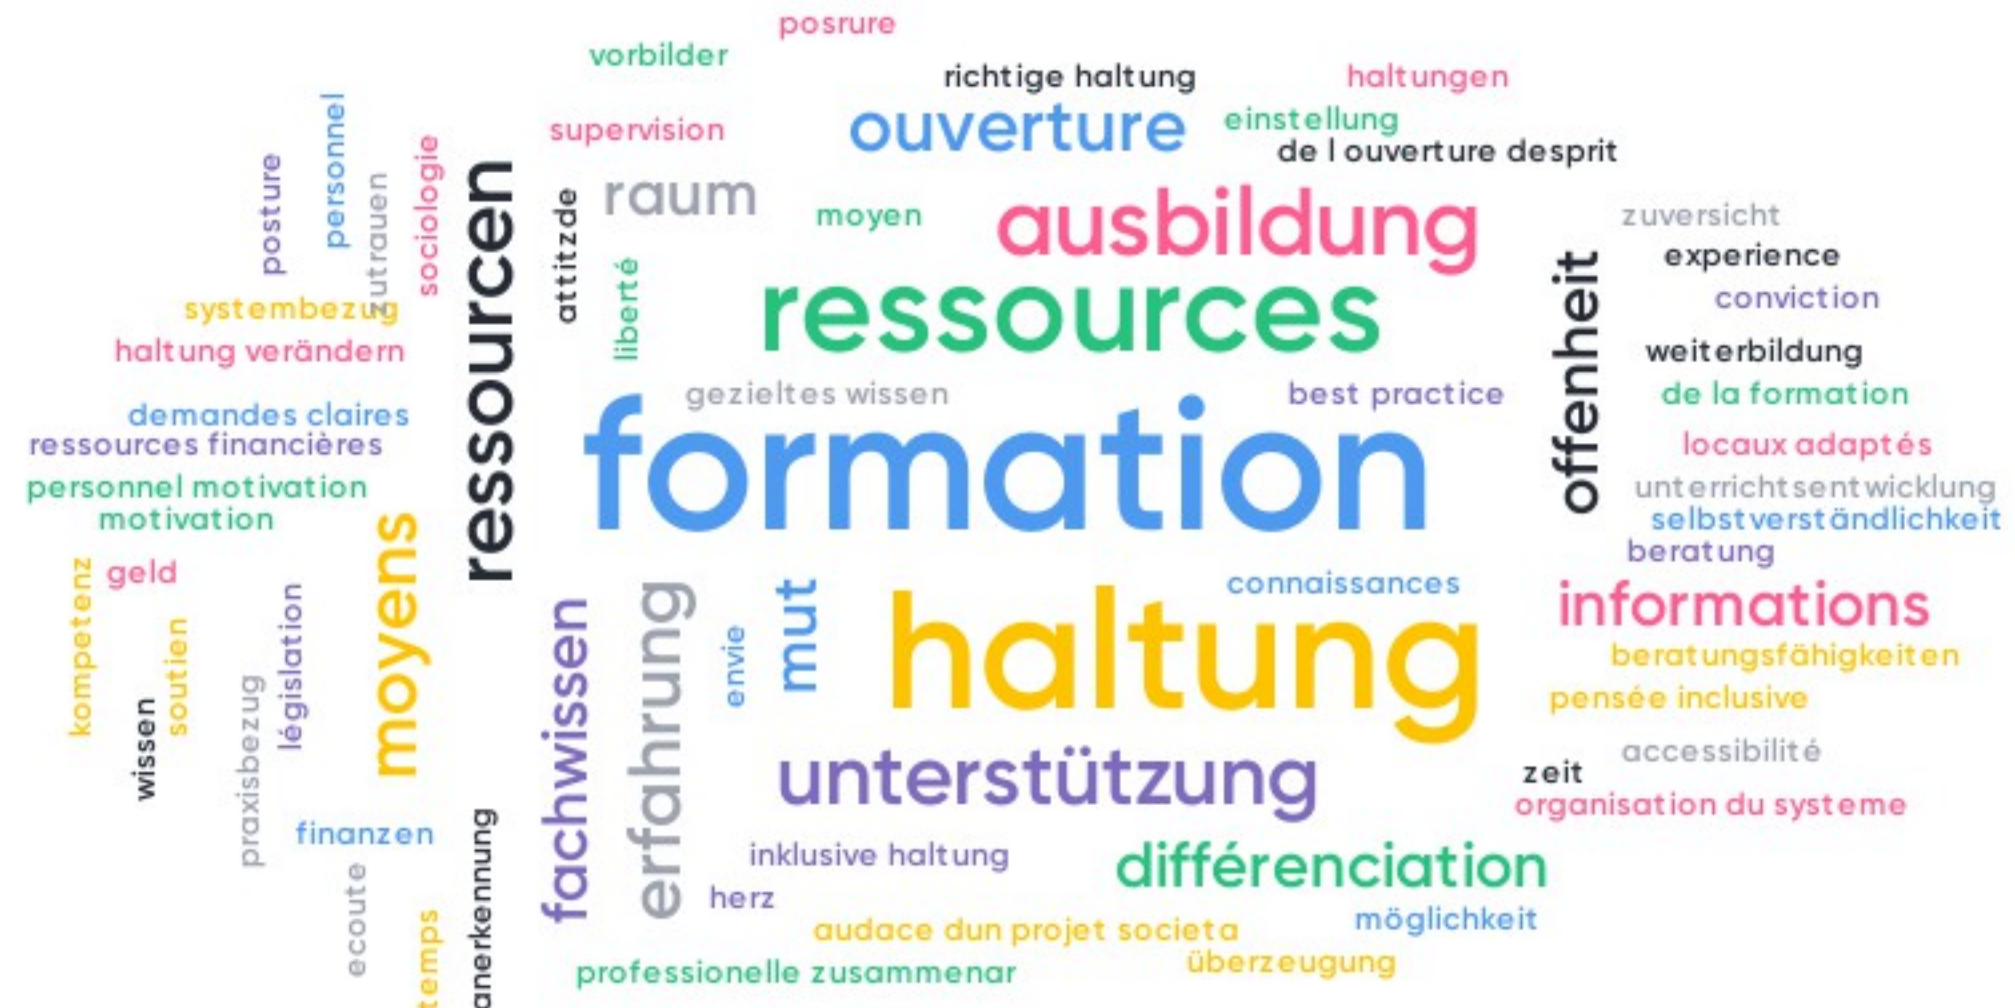 posrure
vorbilder
richtige haltung
haltungen
supervision
ouverture
einstellung
de l ouverture desprit
posture
personnel
zutrauen
sociologie
ressourcen
attitzde
raum
moyen
ausbildung
zuversicht
experience
liberté
ressources
offenheit
conviction
systembezug
haltung verändern
weiterbildung
gezieltes wissen
best practice
de la formation
demandes claires
ressources financières
formation
locaux adaptés
personnel motivation
unterrichtsentwicklung
motivation
selbstverständlichkeit
beratung
geld
kompetenz
soutien
wissen
législation
praxisbezug
moyens
fachwissen
erfahrung
envie
mut
connaissances
haltung
informations
beratungsfähigkeiten
pensée inclusive
unterstützung
accessibilité
zeit
organisation du systeme
finanzen
ecoute
temps
anerkennung
inklusive haltung
différenciation
herz
möglichkeit
audace dun projet societa
überzeugung
professionelle zusammenar